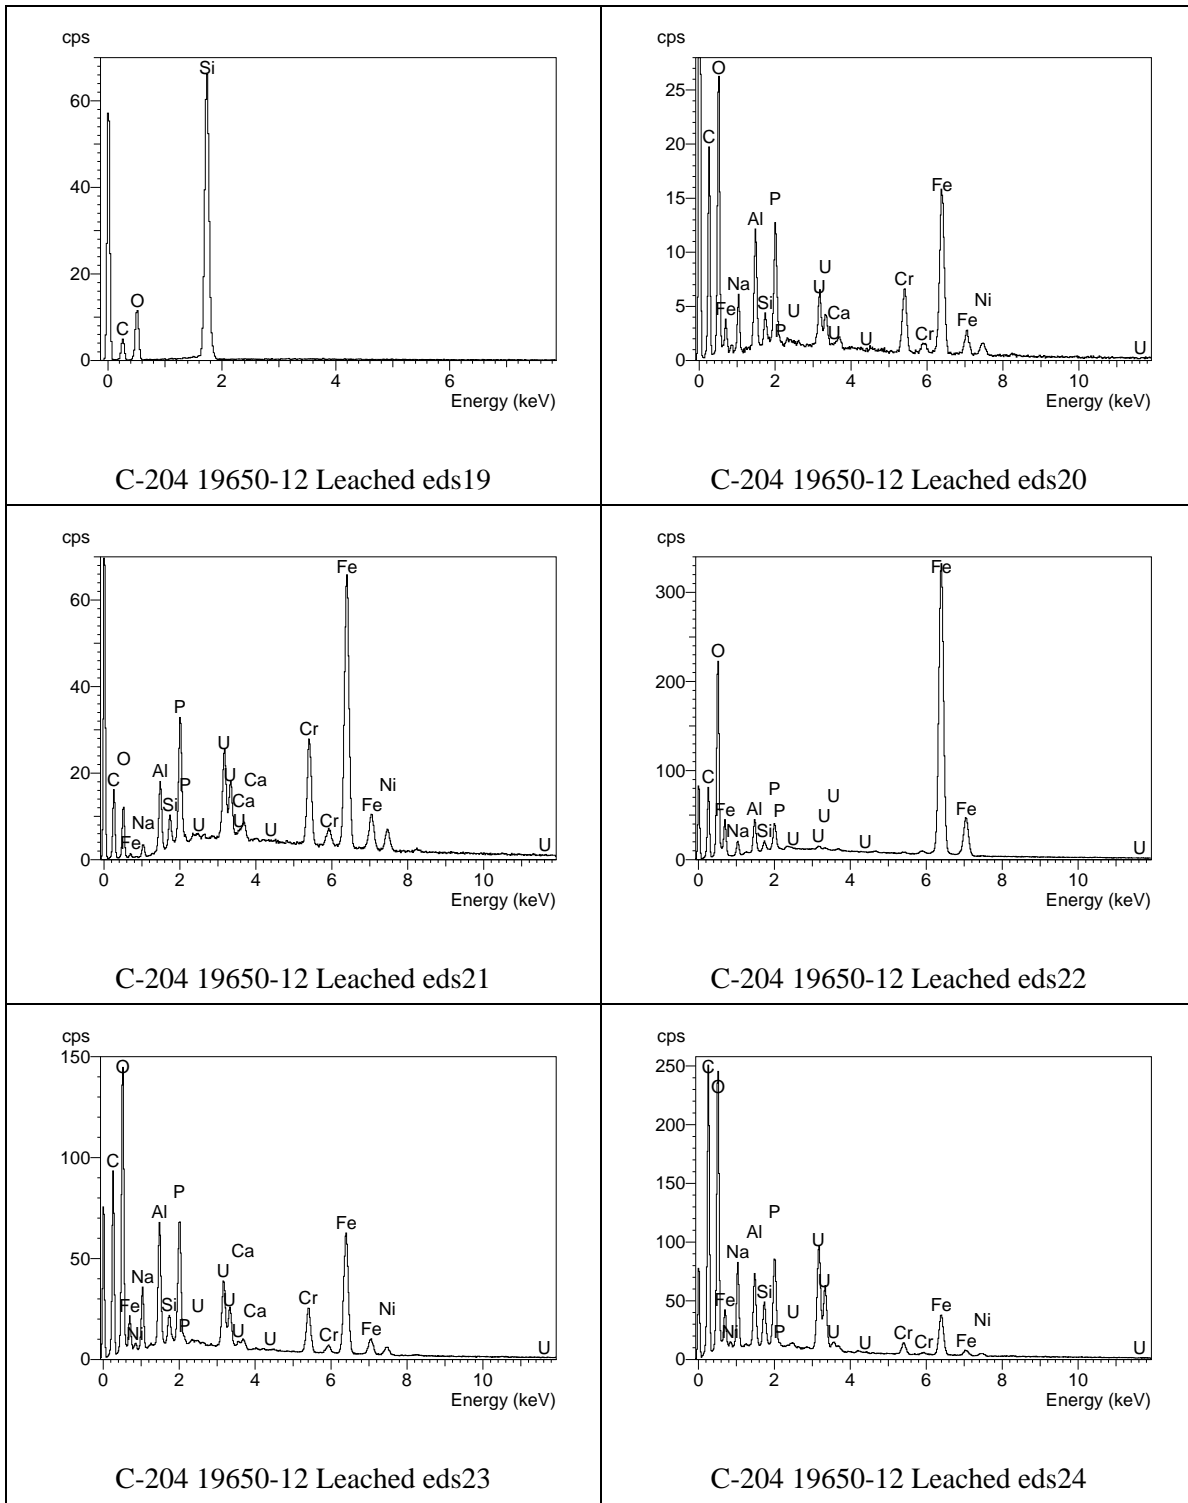 cps
60
40
20
0
Si
C
O
0 2 4 6
Energy (keV)
C-204 19650-12 Leached eds19
cps
25
20
15
10
5
0
O
C
Fe
Na
Al
Si
P
P
U
U
U
Ca
U
U
Cr
Cr
Fe
Fe
Ni
U
0 2 4 6 8 10
Energy (keV)
C-204 19650-12 Leached eds20
cps
60
40
20
0
C
O
Fe
Na
Al
Si
P
P
U
U
U
U
Ca
Ca
U
Cr
Cr
Fe
Fe
Ni
U
0 2 4 6 8 10
Energy (keV)
C-204 19650-12 Leached eds21
cps
300
200
100
0
C
O
Fe
Na
Al
Si
P
P
U
U
U
U
U
Fe
Fe
U
0 2 4 6 8 10
Energy (keV)
C-204 19650-12 Leached eds22
cps
150
100
50
0
C
O
Fe
Ni
Na
Al
Si
P
P
U
U
U
U
Ca
Ca
U
Cr
Cr
Fe
Fe
Ni
U
0 2 4 6 8 10
Energy (keV)
C-204 19650-12 Leached eds23
cps
250
200
150
100
50
0
C
O
Fe
Ni
Na
Al
Si
P
P
U
U
U
U
U
Cr
Cr
Fe
Fe
Ni
U
0 2 4 6 8 10
Energy (keV)
C-204 19650-12 Leached eds24